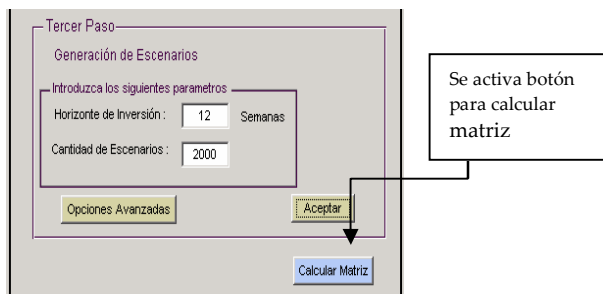 Tercer Paso
Generación de Escenarios
Introduzca los siguientes parametros
Horizonte de Inversión : 12 Semanas
Cantidad de Escenarios : 2000
Opciones Avanzadas Aceptar
Calcular Matriz
Se activa botón
para calcular
matriz